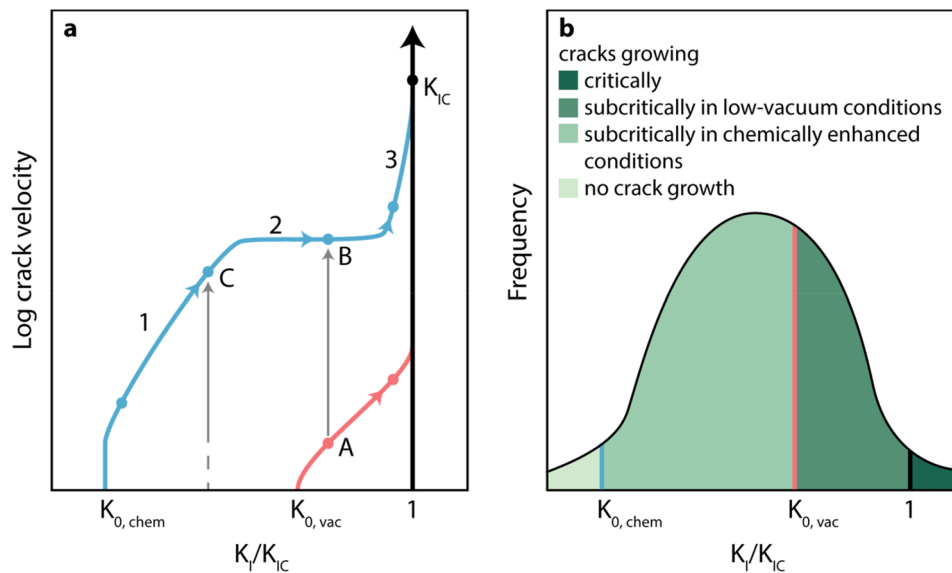 a
Log crack velocity
K_IC
3
2
B
C
1
A
K_0, chem
K_0, vac
1
K_I/K_IC
b
cracks growing
critically
subcritically in low-vacuum conditions
subcritically in chemically enhanced
conditions
no crack growth
Frequency
K_0, chem
K_0, vac
1
K_I/K_IC